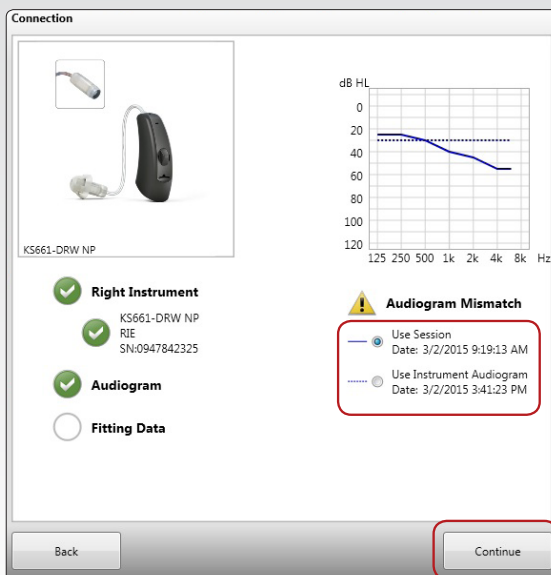 Connection
KS661-DRW NP
Right Instrument
KS661-DRW NP
RIE
SN:0947842325
Audiogram
Fitting Data
dB HL
0
20
40
60
80
100
120
125 250 500 1k 2k 4k 8k Hz
Audiogram Mismatch
Use Session
Date: 3/2/2015 9:19:13 AM
Use Instrument Audiogram
Date: 3/2/2015 3:41:23 PM
Back
Continue